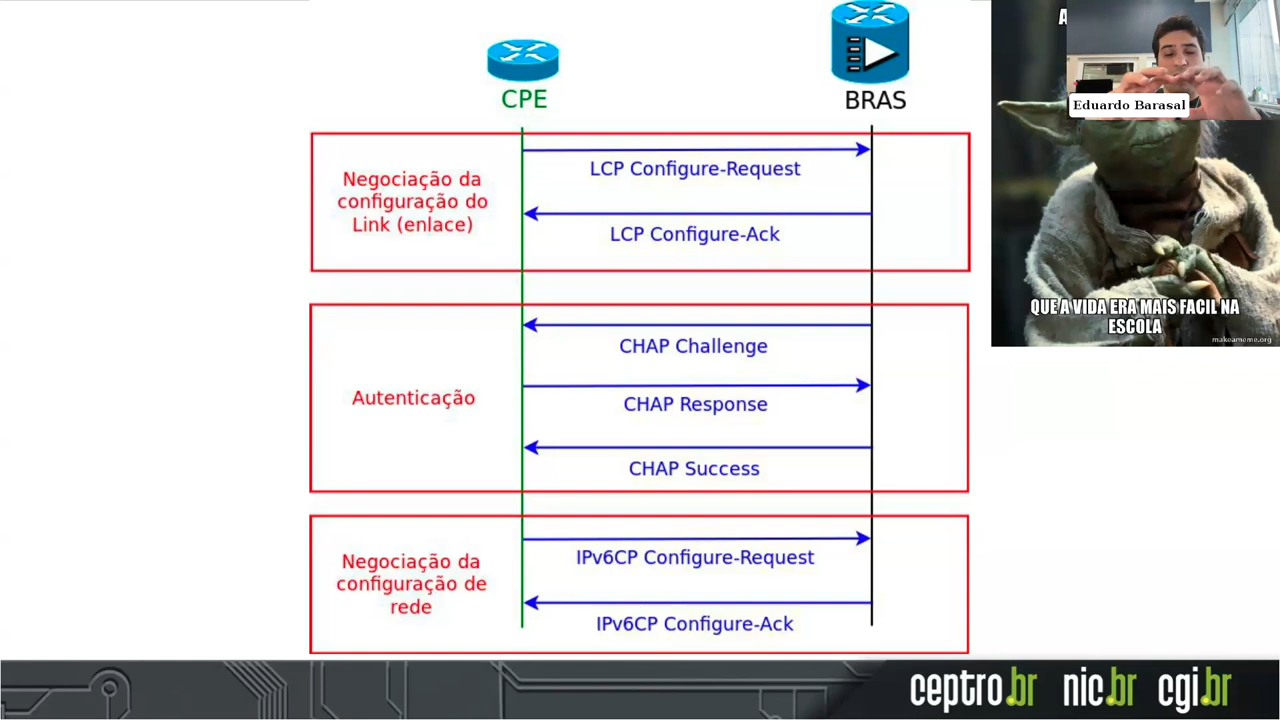 CPE
BRAS
Eduardo Barasal
Negociação da
configuração do
Link (enlace)
LCP Configure-Request
LCP Configure-Ack
Autenticação
CHAP Challenge
CHAP Response
CHAP Success
Negociação da
configuração de
rede
IPv6CP Configure-Request
IPv6CP Configure-Ack
QUE A VIDA ERA MAIS FACIL NA
ESCOLA
makeameme.org
ceptro.br nic.br cgi.br